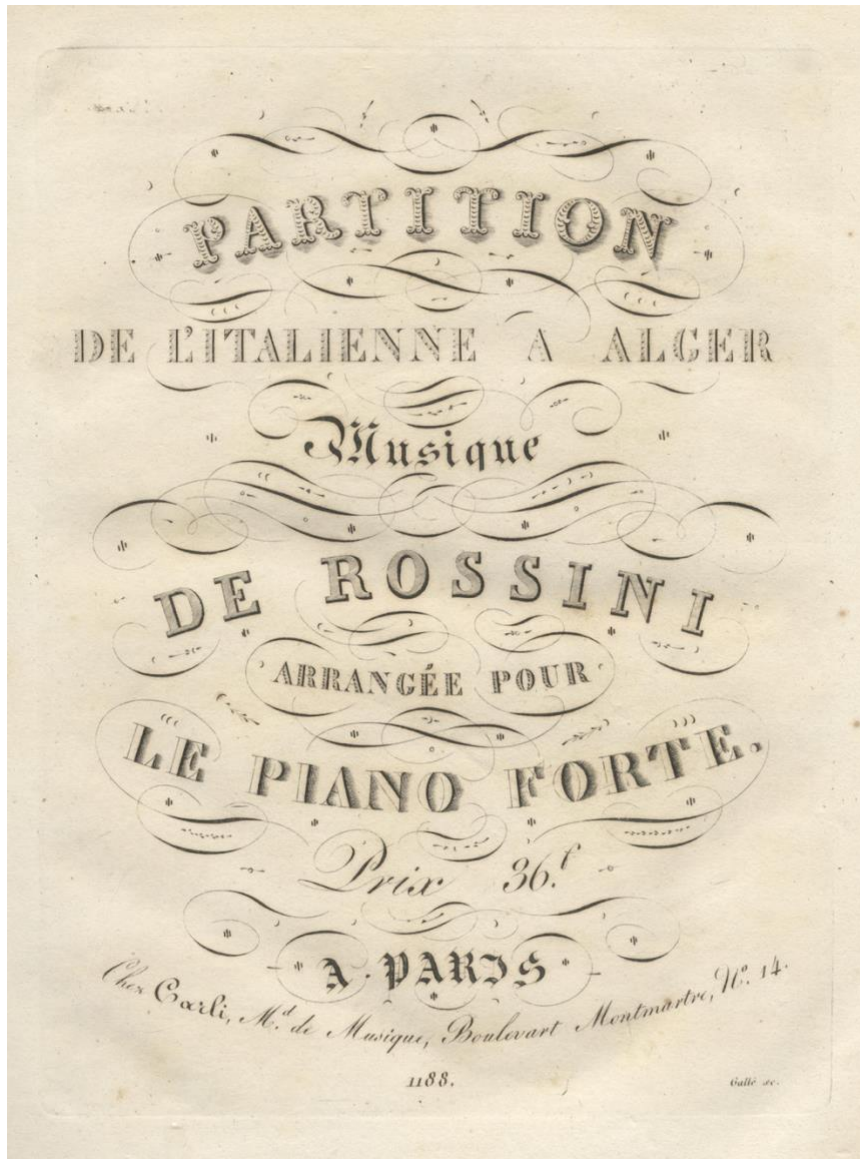 PARTITION
DE L'ITALIENNE A ALGER
Musique
DE ROSSINI
ARRANGÉE POUR
LE PIANO FORTE.
Prix 36.f
A PARIS
Chez Carli, M.d de Musique, Boulevart Montmartre, N.o 14.
1188.
Gallé sc.